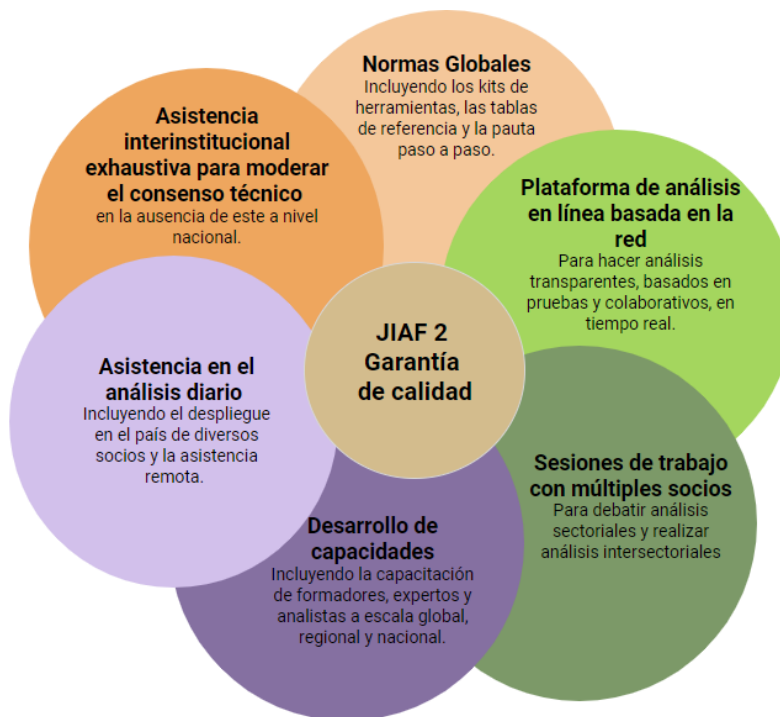 Normas Globales
Incluyendo los kits de
herramientas, las tablas
de referencia y la pauta
paso a paso.
Plataforma de análisis
en línea basada en la
red
Para hacer análisis
transparentes, basados en
pruebas y colaborativos, en
tiempo real.
Sesiones de trabajo
con múltiples socios
Para debatir análisis
sectoriales y realizar
análisis intersectoriales
Desarrollo de
capacidades
Incluyendo la capacitación
de formadores, expertos y
analistas a escala global,
regional y nacional.
Asistencia en el
análisis diario
Incluyendo el despliegue
en el país de diversos
socios y la asistencia
remota.
Asistencia
interinstitucional
exhaustiva para moderar
el consenso técnico
en la ausencia de este a nivel
nacional.
JIAF 2
Garantía
de calidad